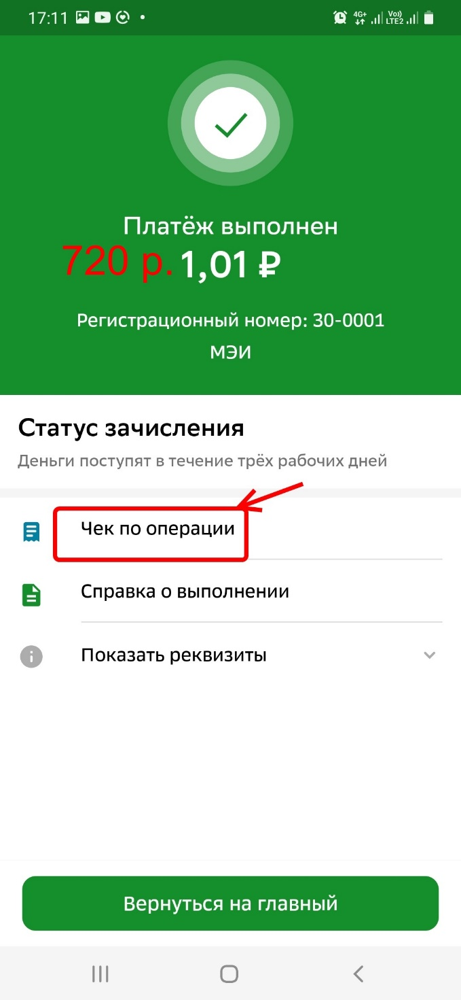 17:11 4G+ Vo)) LTE2
Платёж выполнен
720 р. 1,01 ₽
Регистрационный номер: 30-0001
МЭИ
Статус зачисления
Деньги поступят в течение трёх рабочих дней
Чек по операции
Справка о выполнении
Показать реквизиты
Вернуться на главный